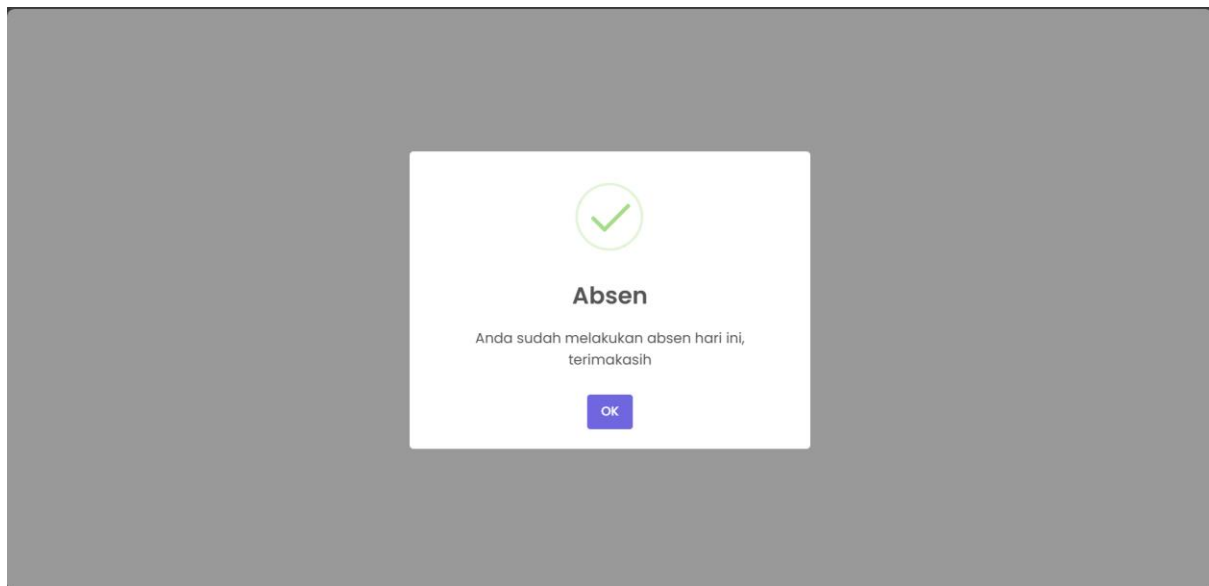 Absen
Anda sudah melakukan absen hari ini,
terimakasih
OK